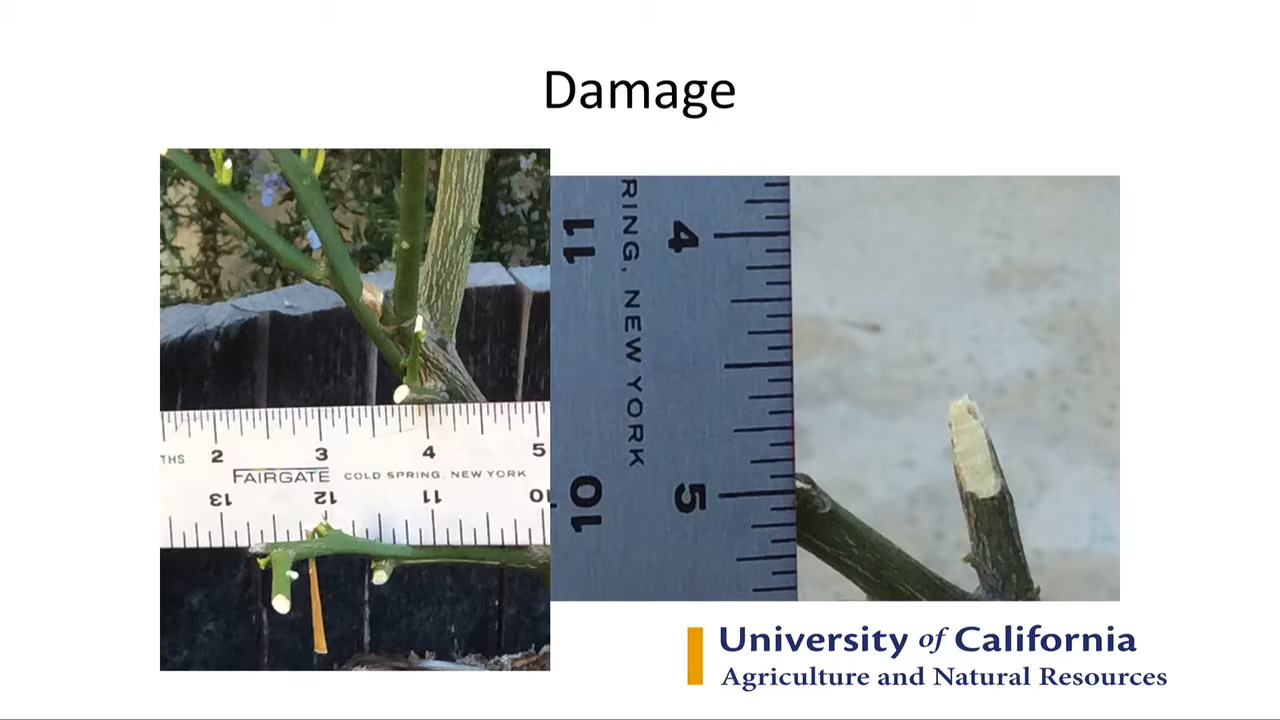 Damage
THS 2 3 4 5
FAIRGATE COLD SPRING, NEW YORK
13 12 11 10
RING, NEW YORK
11 4
10 5
University of California
Agriculture and Natural Resources